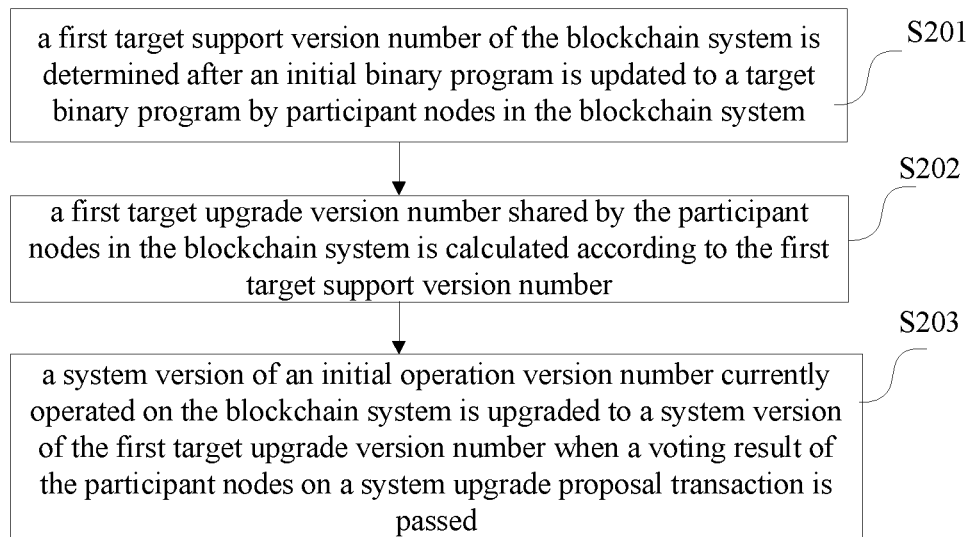 a first target support version number of the blockchain system is
determined after an initial binary program is updated to a target
binary program by participant nodes in the blockchain system
S201
a first target upgrade version number shared by the participant
nodes in the blockchain system is calculated according to the first
target support version number
S202
a system version of an initial operation version number currently
operated on the blockchain system is upgraded to a system version
of the first target upgrade version number when a voting result of
the participant nodes on a system upgrade proposal transaction is
passed
S203